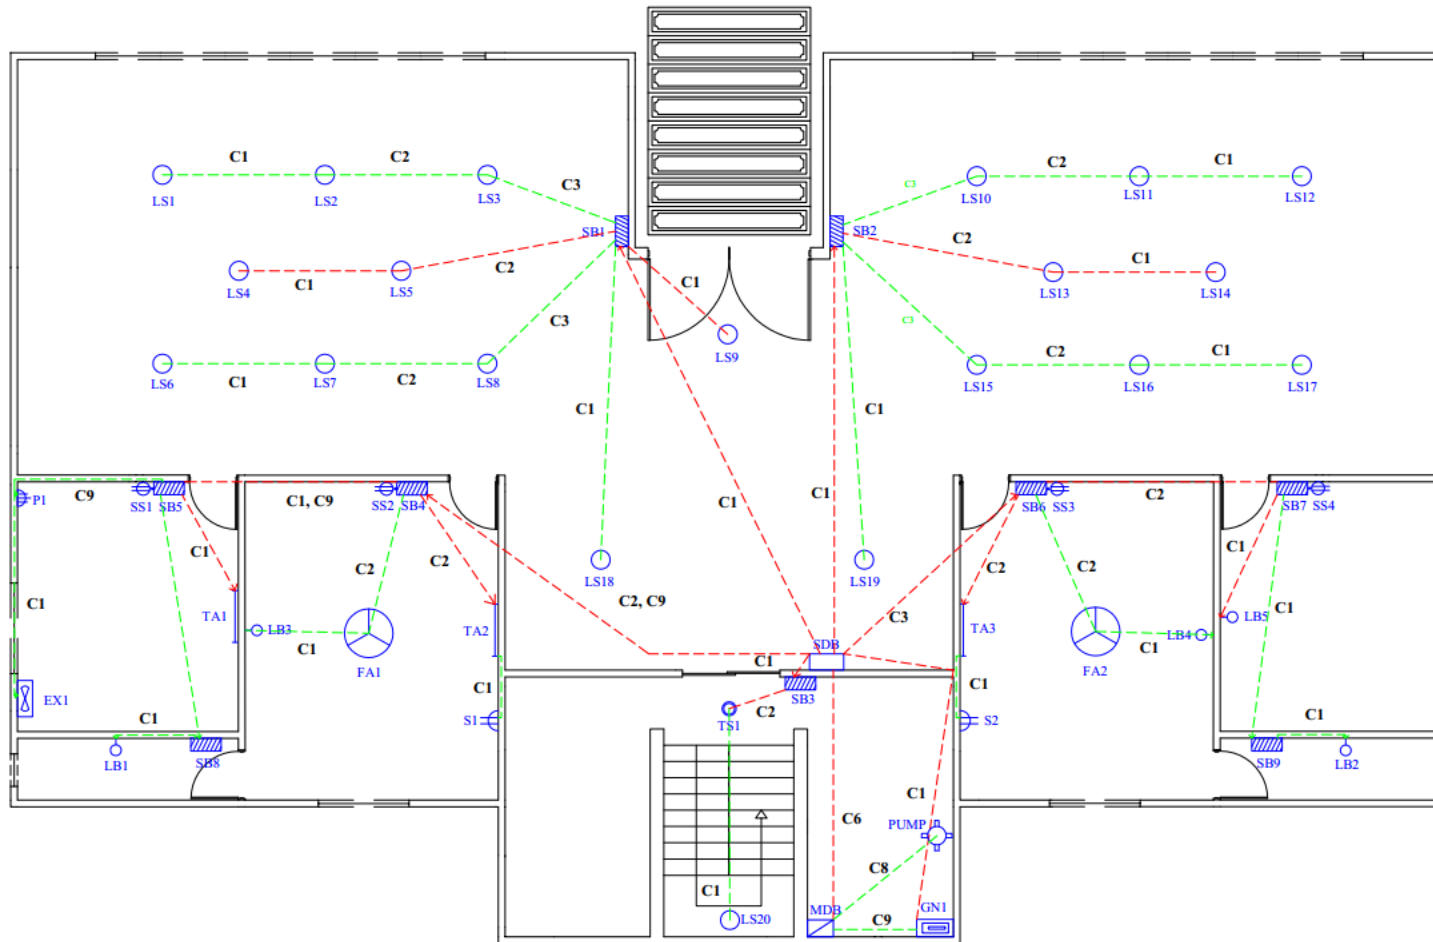 C1
C2
C2
C1
C3
C3
LS1
LS2
LS3
LS10
LS11
LS12
SB1
SB2
C2
C2
C1
C1
C1
LS4
LS5
LS13
LS14
C3
C3
LS9
C1
C2
C2
C1
LS6
LS7
LS8
LS15
LS16
LS17
C1
C1
C9
C1, C9
C2
P1
SS1
SB5
SS2
SB4
C1
C1
SB6
SS3
SB7
SS4
C1
C2
C2
C2
C1
LS18
LS19
C1
C2, C9
C3
C1
TA1
LB3
TA2
SDB
TA3
LB4
LB5
C1
FA1
C1
FA2
C1
EX1
C1
SB3
C1
C1
S1
TS1
C2
S2
C1
LB1
SB8
SB9
LB2
C1
C6
PUMP
C8
C1
LS20
MDB
C9
GN1